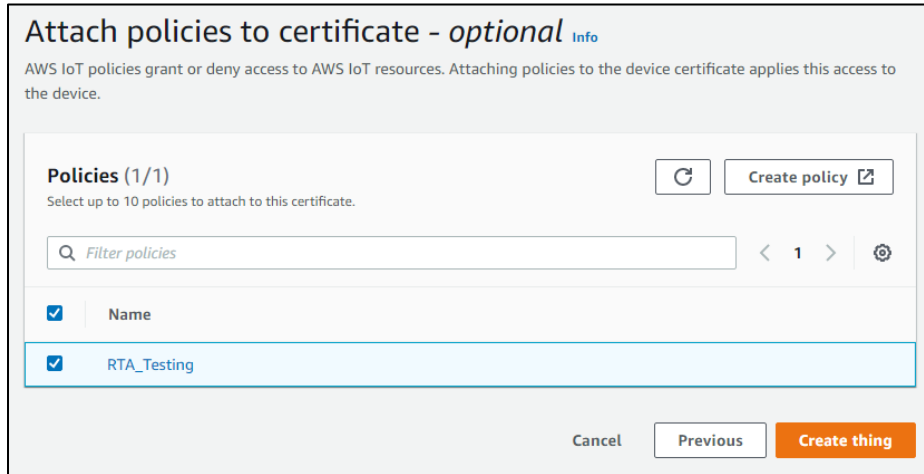 Attach policies to certificate - optional Info
AWS IoT policies grant or deny access to AWS IoT resources. Attaching policies to the device certificate applies this access to
the device.
Policies (1/1)
Create policy
Select up to 10 policies to attach to this certificate.
Filter policies
1
Name
RTA_Testing
Cancel
Previous
Create thing